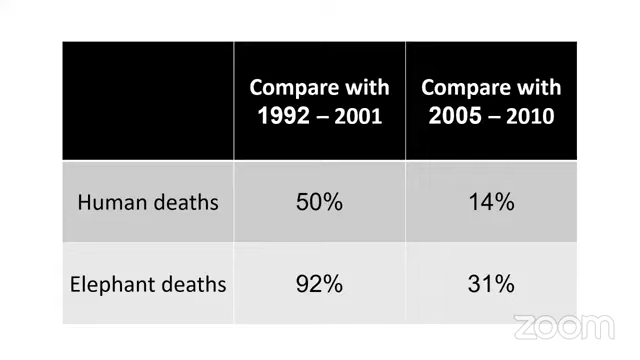 Compare with
1992 – 2001
Compare with
2005 – 2010
Human deaths
50%
14%
Elephant deaths
92%
31%
zoom